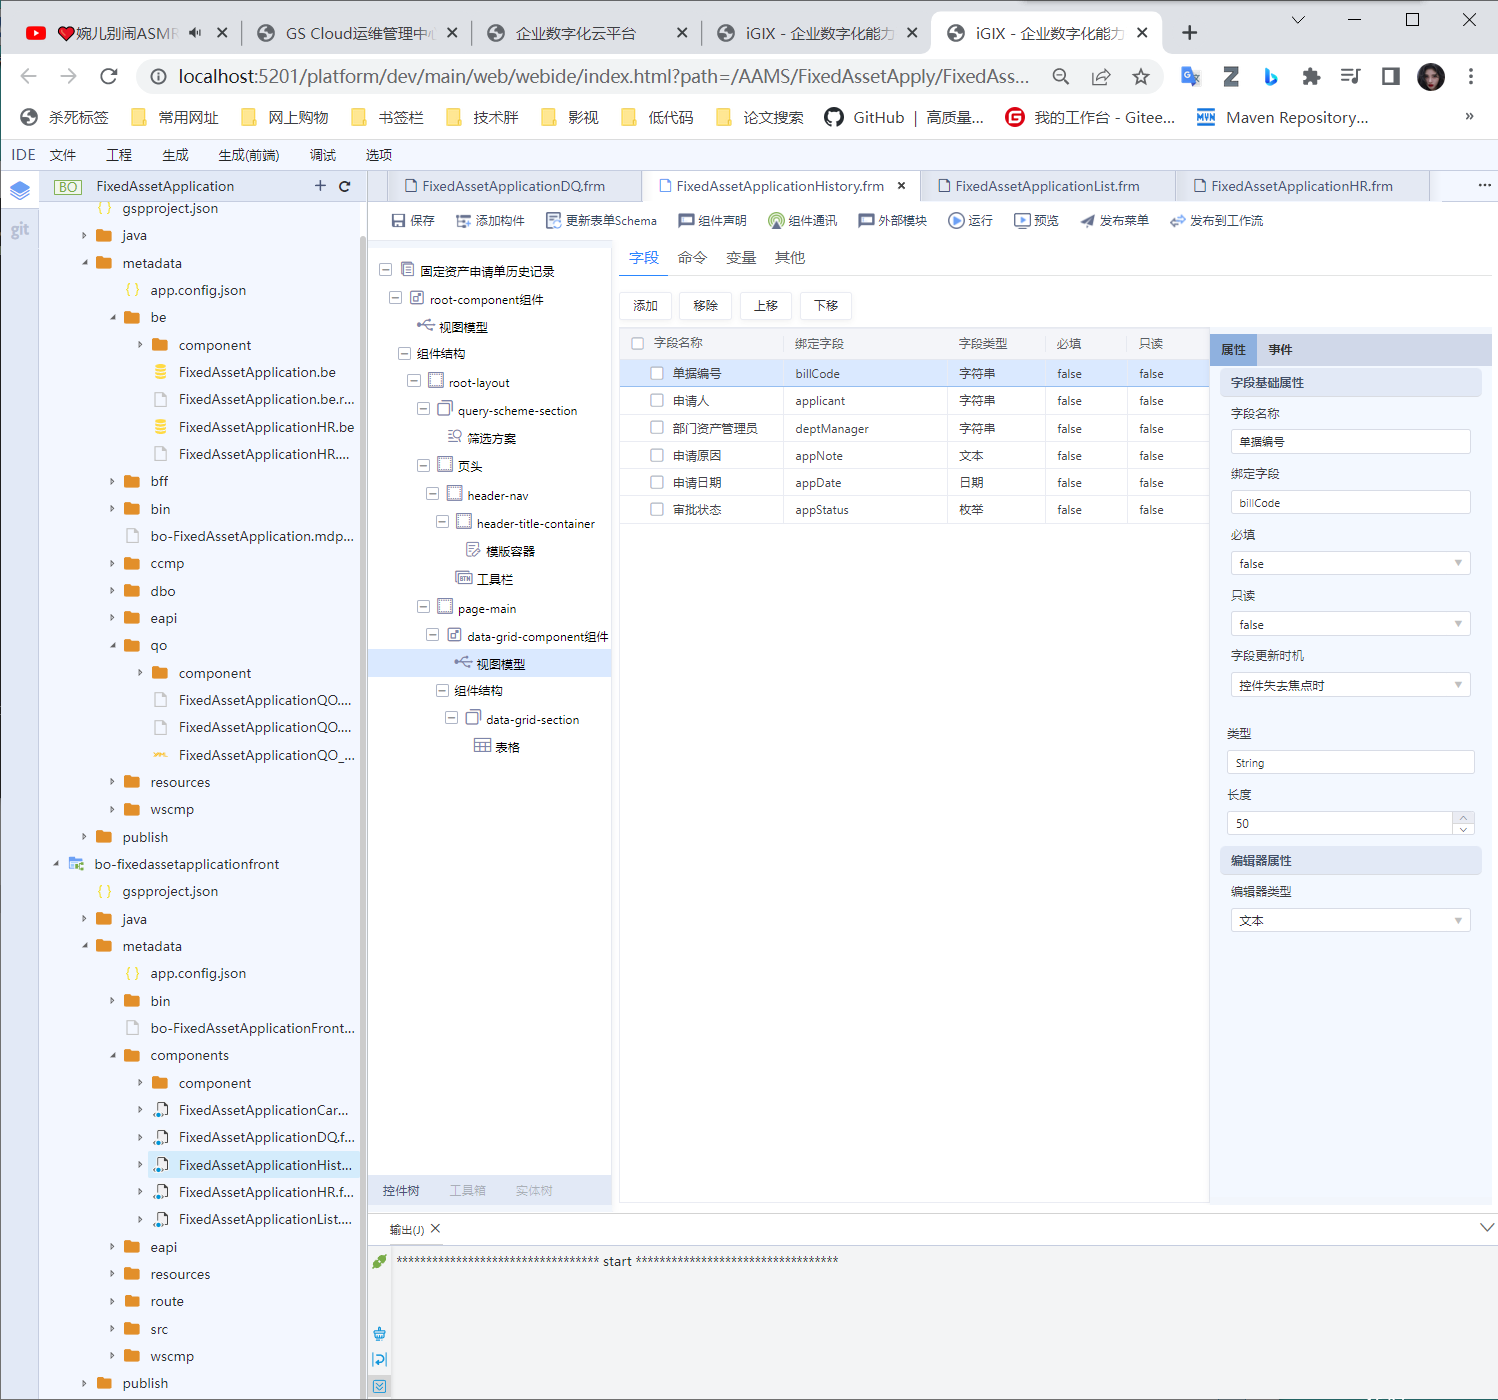 婉儿别闹ASMR
GS Cloud运维管理中心
企业数字化云平台
iGIX - 企业数字化能力
iGIX - 企业数字化能力
localhost:5201/platform/dev/main/web/webide/index.html?path=/AAMS/FixedAssetApply/FixedAss...
杀死标签
常用网址
网上购物
书签栏
技术胖
影视
低代码
论文搜索
GitHub | 高质量...
我的工作台 - Gitee...
Maven Repository...
»
IDE 文件 工程 生成 生成(前端) 调试 选项
BO FixedAssetApplication
git
gspproject.json
java
metadata
app.config.json
be
component
FixedAssetApplication.be
FixedAssetApplication.be.r...
FixedAssetApplicationHR.be
FixedAssetApplicationHR....
bff
bin
bo-FixedAssetApplication.mdp...
ccmp
dbo
eapi
qo
component
FixedAssetApplicationQO....
FixedAssetApplicationQO....
FixedAssetApplicationQO_...
resources
wscmp
publish
bo-fixedassetapplicationfront
gspproject.json
java
metadata
app.config.json
bin
bo-FixedAssetApplicationFront...
components
component
FixedAssetApplicationCar...
FixedAssetApplicationDQ.f...
FixedAssetApplicationHist...
FixedAssetApplicationHR.f...
FixedAssetApplicationList....
eapi
resources
route
src
wscmp
publish
FixedAssetApplicationDQ.frm
FixedAssetApplicationHistory.frm
FixedAssetApplicationList.frm
FixedAssetApplicationHR.frm
...
保存 添加构件 更新表单Schema 组件声明 组件通讯 外部模块 运行 预览 发布菜单 发布到工作流
固定资产申请单历史记录
root-component组件
视图模型
组件结构
root-layout
query-scheme-section
筛选方案
页头
header-nav
header-title-container
模版容器
BTN 工具栏
page-main
data-grid-component组件
视图模型
组件结构
data-grid-section
表格
控件树 工具箱 实体树
字段 命令 变量 其他
添加 移除 上移 下移
字段名称 绑定字段 字段类型 必填 只读
单据编号 billCode 字符串 false false
申请人 applicant 字符串 false false
部门资产管理员 deptManager 字符串 false false
申请原因 appNote 文本 false false
申请日期 appDate 日期 false false
审批状态 appStatus 枚举 false false
属性 事件
字段基础属性
字段名称
单据编号
绑定字段
billCode
必填
false
只读
false
字段更新时机
控件失去焦点时
类型
String
长度
50
编辑器属性
编辑器类型
文本
输出(J)
********************************** start **********************************